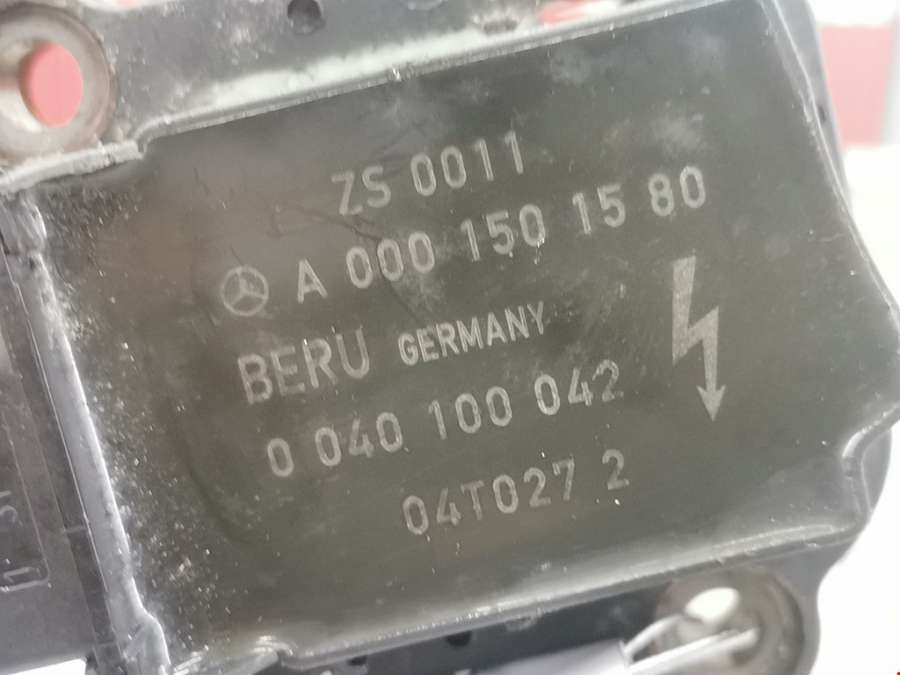 ZS 0011
A 000 150 15 80
BERU GERMANY
0 040 100 042
04T027 2